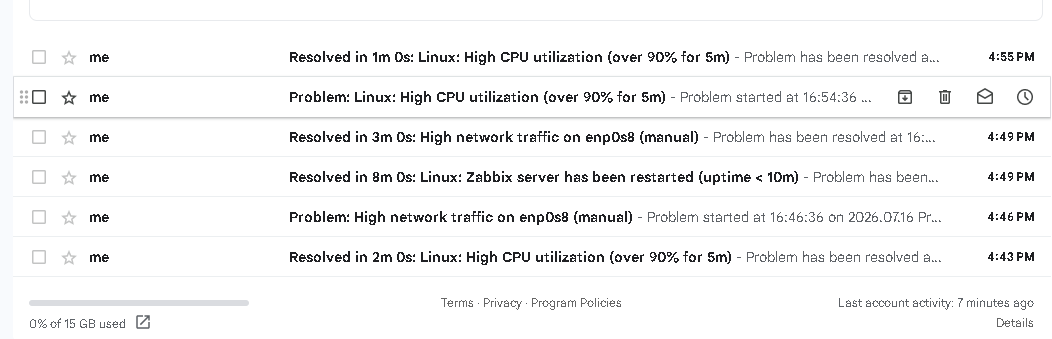 me Resolved in 1m 0s: Linux: High CPU utilization (over 90% for 5m) - Problem has been resolved a... 4:55 PM
me Problem: Linux: High CPU utilization (over 90% for 5m) - Problem started at 16:54:36 ...
me Resolved in 3m 0s: High network traffic on enp0s8 (manual) - Problem has been resolved at 16:... 4:49 PM
me Resolved in 8m 0s: Linux: Zabbix server has been restarted (uptime < 10m) - Problem has been... 4:49 PM
me Problem: High network traffic on enp0s8 (manual) - Problem started at 16:46:36 on 2026.07.16 Pr... 4:46 PM
me Resolved in 2m 0s: Linux: High CPU utilization (over 90% for 5m) - Problem has been resolved a... 4:43 PM
Terms · Privacy · Program Policies Last account activity: 7 minutes ago
0% of 15 GB used Details